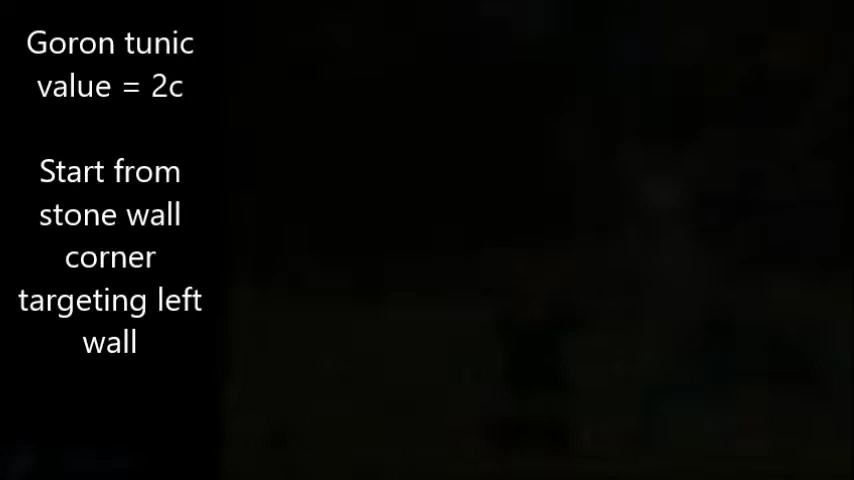 Goron tunic
value = 2c
Start from
stone wall
corner
targeting left
wall